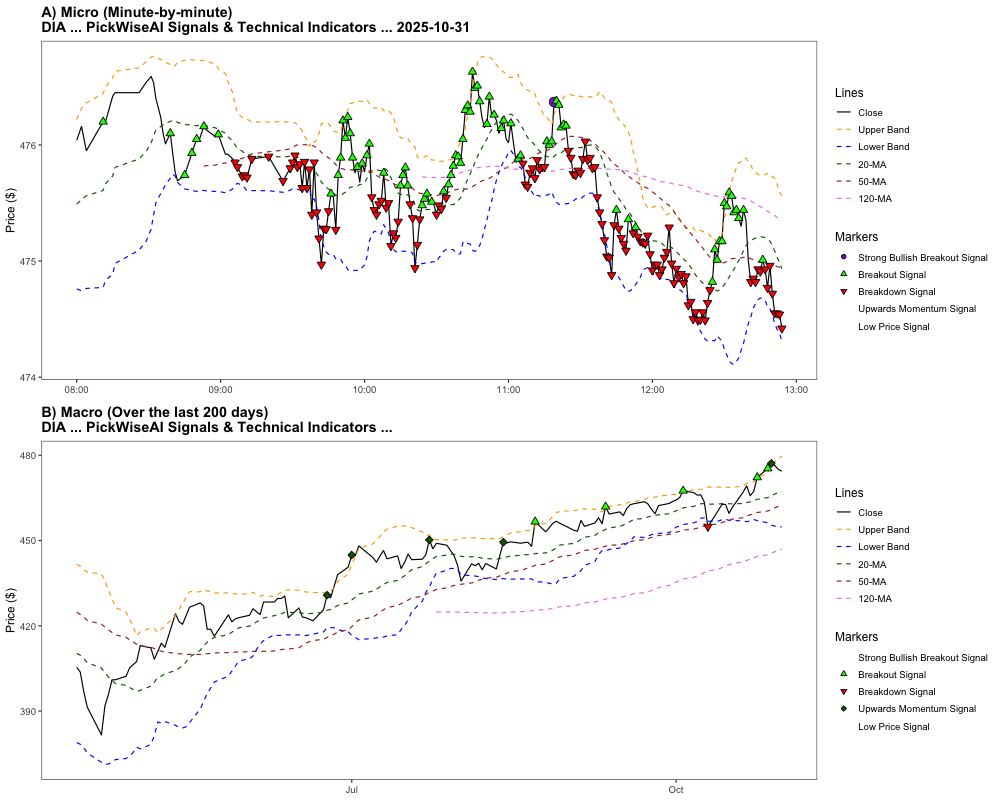 A) Micro (Minute-by-minute)
DIA ... PickWiseAI Signals & Technical Indicators ... 2025-10-31
Price ($)
476
475
474
08:00
09:00
10:00
11:00
12:00
13:00
Lines
Close
Upper Band
Lower Band
20-MA
50-MA
120-MA
Markers
Strong Bullish Breakout Signal
Breakout Signal
Breakdown Signal
Upwards Momentum Signal
Low Price Signal
B) Macro (Over the last 200 days)
DIA ... PickWiseAI Signals & Technical Indicators ...
Price ($)
480
450
420
390
Jul
Oct
Lines
Close
Upper Band
Lower Band
20-MA
50-MA
120-MA
Markers
Strong Bullish Breakout Signal
Breakout Signal
Breakdown Signal
Upwards Momentum Signal
Low Price Signal